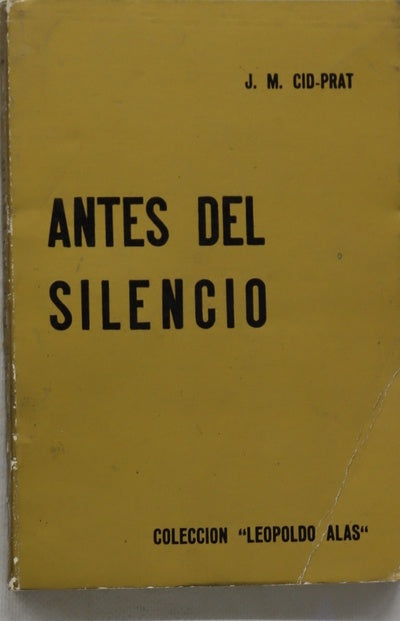 J. M. CID-PRAT
ANTES DEL
SILENCIO
COLECCION "LEOPOLDO ALAS"